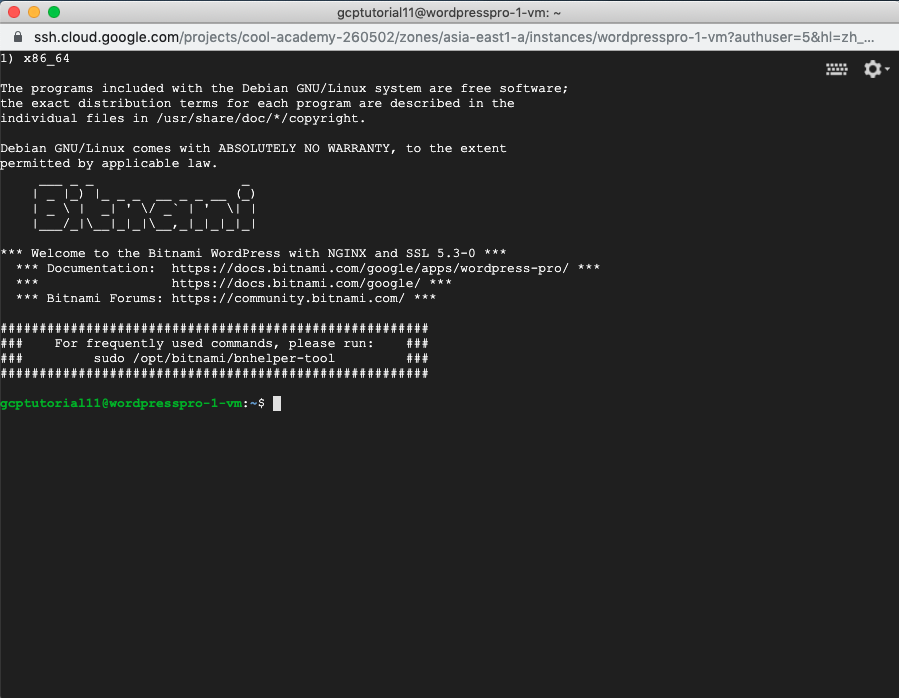 gcptutorial11@wordpresspro-1-vm: ~
ssh.cloud.google.com/projects/cool-academy-260502/zones/asia-east1-a/instances/wordpresspro-1-vm?authuser=5&hl=zh_...
1) x86_64
The programs included with the Debian GNU/Linux system are free software;
the exact distribution terms for each program are described in the
individual files in /usr/share/doc/*/copyright.
Debian GNU/Linux comes with ABSOLUTELY NO WARRANTY, to the extent
permitted by applicable law.
Bitnami
*** Welcome to the Bitnami WordPress with NGINX and SSL 5.3-0 ***
*** Documentation: https://docs.bitnami.com/google/apps/wordpress-pro/ ***
*** https://docs.bitnami.com/google/ ***
*** Bitnami Forums: https://community.bitnami.com/ ***
#######################################################
### For frequently used commands, please run: ###
### sudo /opt/bitnami/bnhelper-tool ###
#######################################################
gcptutorial11@wordpresspro-1-vm:~$